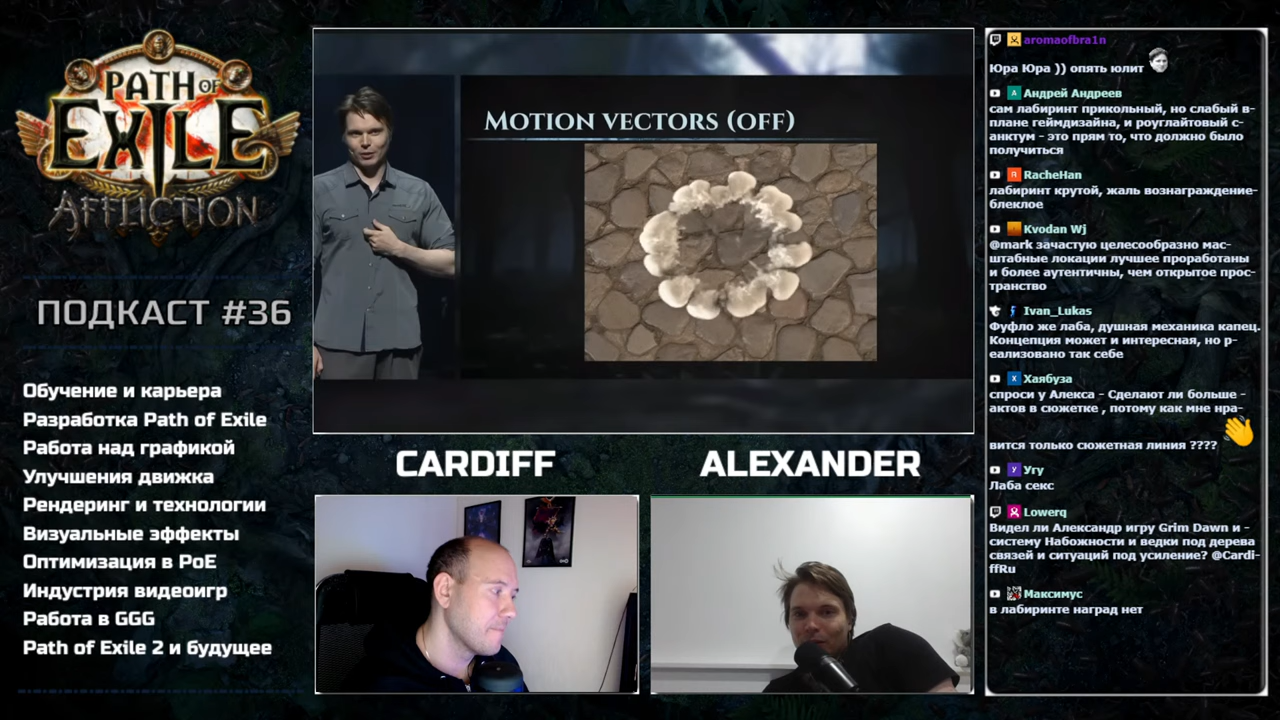 PATH OF
EXILE
AFFLICTION
ПОДКАСТ #36
Обучение и карьера
Разработка Path of Exile
Работа над графикой
Улучшения движка
Рендеринг и технологии
Визуальные эффекты
Оптимизация в PoE
Индустрия видеоигр
Работа в GGG
Path of Exile 2 и будущее
MOTION VECTORS (OFF)
CARDIFF
ALEXANDER
aromaofbra1n
Юра Юра )) опять юлит
А Андрей Андреев
сам лабиринт прикольный, но слабый в-
плане геймдизайна, и роуглайтовый с-
анктум - это прям то, что должно было
получиться
RacheHan
лабиринт крутой, жаль вознаграждение-
блеклое
Kvodan Wj
@mark зачастую целесообразно мас-
штабные локации лучшее проработаны
и более аутентичны, чем открытое прос-
транство
Ivan_Lukas
Фуфло же лаба, душная механика капец.
Концепция может и интересная, но р-
еализовано так себе
Х Хаябуза
спроси у Алекса - Сделают ли больше -
актов в сюжетке , потому как мне нра-
вится только сюжетная линия ????
У Угу
Лаба секс
Lowerq
Видел ли Александр игру Grim Dawn и -
систему Набожности и ведки под дерева
связей и ситуаций под усиление? @Cardi-
ffRu
Максимус
в лабиринте наград нет